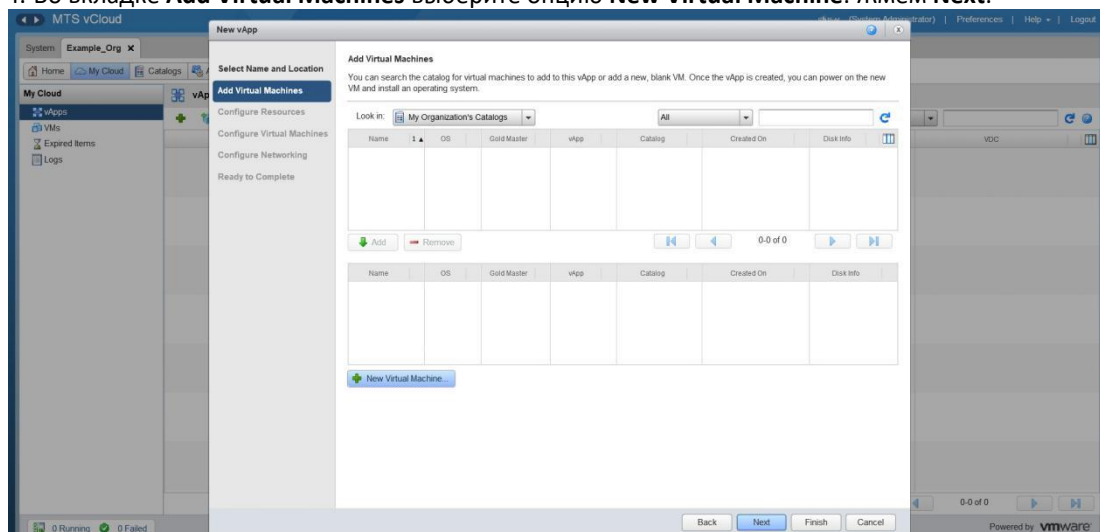 4. Во вкладке Add Virtual Machines выберите опцию New Virtual Machine. Жмем Next.
MTS vCloud
(System Administrator) | Preferences | Help | Logout
New vApp
System Example_Org
Home My Cloud Catalogs
My Cloud
vApps
VMs
Expired Items
Logs
Select Name and Location
Add Virtual Machines
Configure Resources
Configure Virtual Machines
Configure Networking
Ready to Complete
Add Virtual Machines
You can search the catalog for virtual machines to add to this vApp or add a new, blank VM. Once the vApp is created, you can power on the new
VM and install an operating system.
Look in: My Organization's Catalogs All
Name 1 OS Gold Master vApp Catalog Created On Disk Info
VDC
Add Remove 0-0 of 0
Name OS Gold Master vApp Catalog Created On Disk Info
New Virtual Machine...
0-0 of 0
Back Next Finish Cancel
0 Running 0 Failed
Powered by vmware